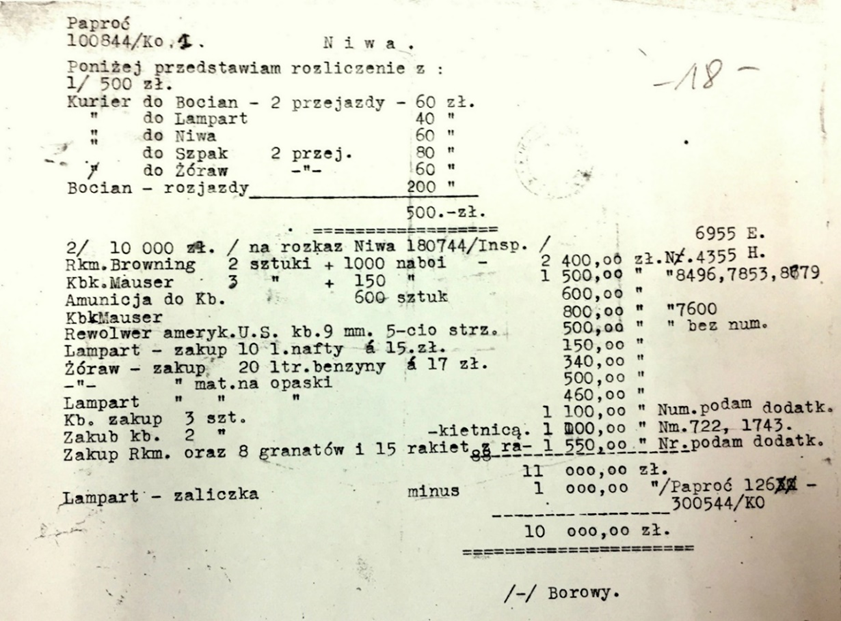 Paproć
100844/Ko.1. N i w a .
-18-
Poniżej przedstawiam rozliczenie z :
1/ 500 zł.
Kurier do Bocian - 2 przejazdy - 60 zł.
" do Lampart 40 "
" do Niwa 60 "
" do Szpak 2 przej. 80 "
" do Żóraw -"- 60 "
Bocian - rozjazdy 200 "
500.-zł.
6955 E.
2/ 10 000 zł. / na rozkaz Niwa 180744/Insp. /
Rkm.Browning 2 sztuki + 1000 naboi - 2 400,00 zł.Nr.4355 H.
Kbk.Mauser 3 " + 150 " 1 500,00 " "8496,7853,8679
Amunicja do Kb. 600 sztuk 600,00 "
KbkMauser 800,00 " "7600
Rewolwer ameryk.U.S. kb.9 mm. 5-cio strz. 500,00 " " bez num.
Lampart - zakup 10 l.nafty á 15.zł. 150,00 "
Żóraw - zakup 20 ltr.benzyny á 17 zł. 340,00 "
-"- " mat.na opaski 500,00 "
Lampart " " " 460,00 "
Kb. zakup 3 szt. 1 100,00 " Num.podam dodatk.
Zakub kb. 2 " -kietnicą. 1 000,00 " Nm.722, 1743.
Zakup Rkm. oraz 8 granatów i 15 rakiet z ra- 1 550,00 " Nr.podam dodatk.
11 000,00 zł.
Lampart - zaliczka minus 1 000,00 "/Paproć 126 -
300544/KO
10 000,00 zł.
/-/ Borowy.